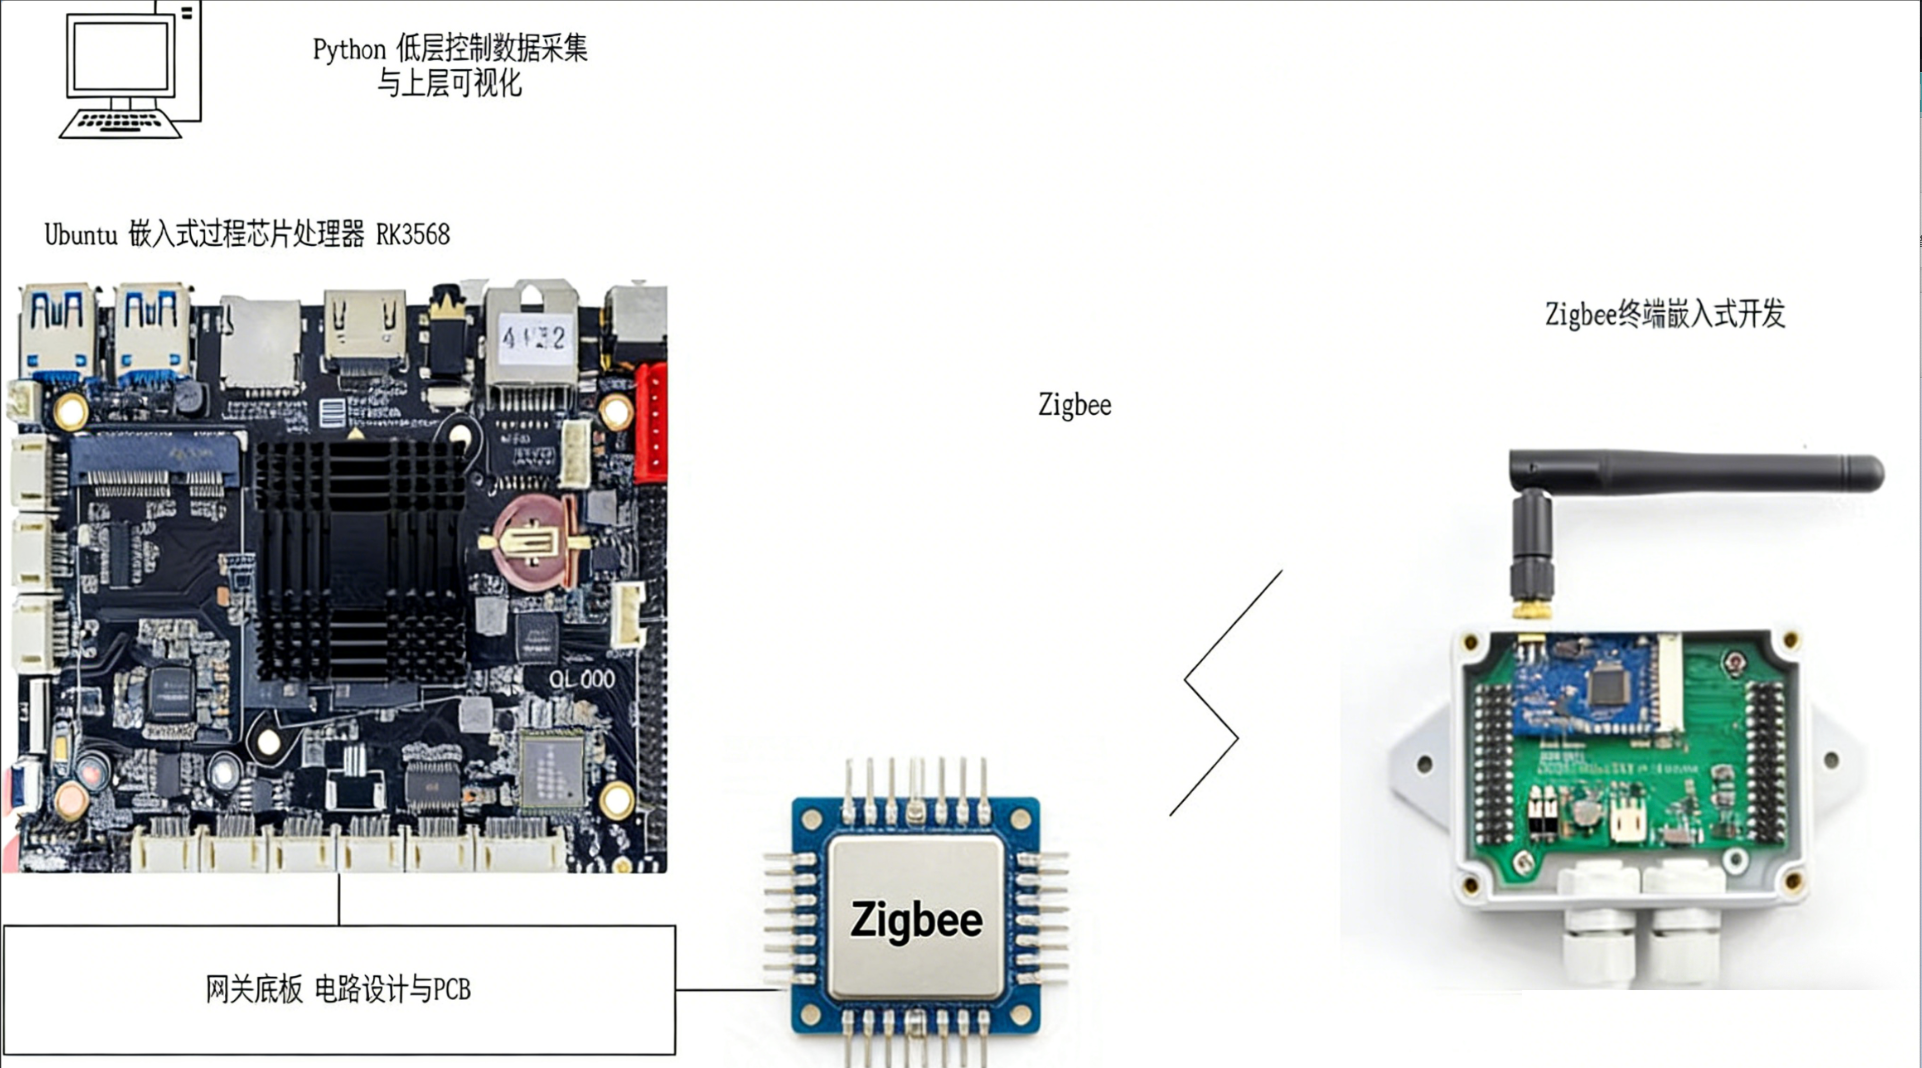 Python 低层控制数据采集
与上层可视化
Ubuntu 嵌入式过程芯片处理器 RK3568
Zigbee终端嵌入式开发
Zigbee
QL 000
Zigbee
网关底板 电路设计与PCB